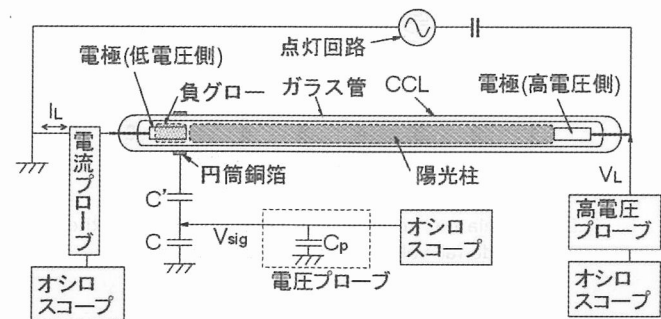 点灯回路
電極(低電圧側)
負グロー
ガラス管
CCL
電極(高電圧側)
IL
電流プローブ
円筒銅箔
陽光柱
VL
C'
C
Vsig
Cp
電圧プローブ
オシロ
スコープ
高電圧
プローブ
オシロ
スコープ
オシロ
スコープ